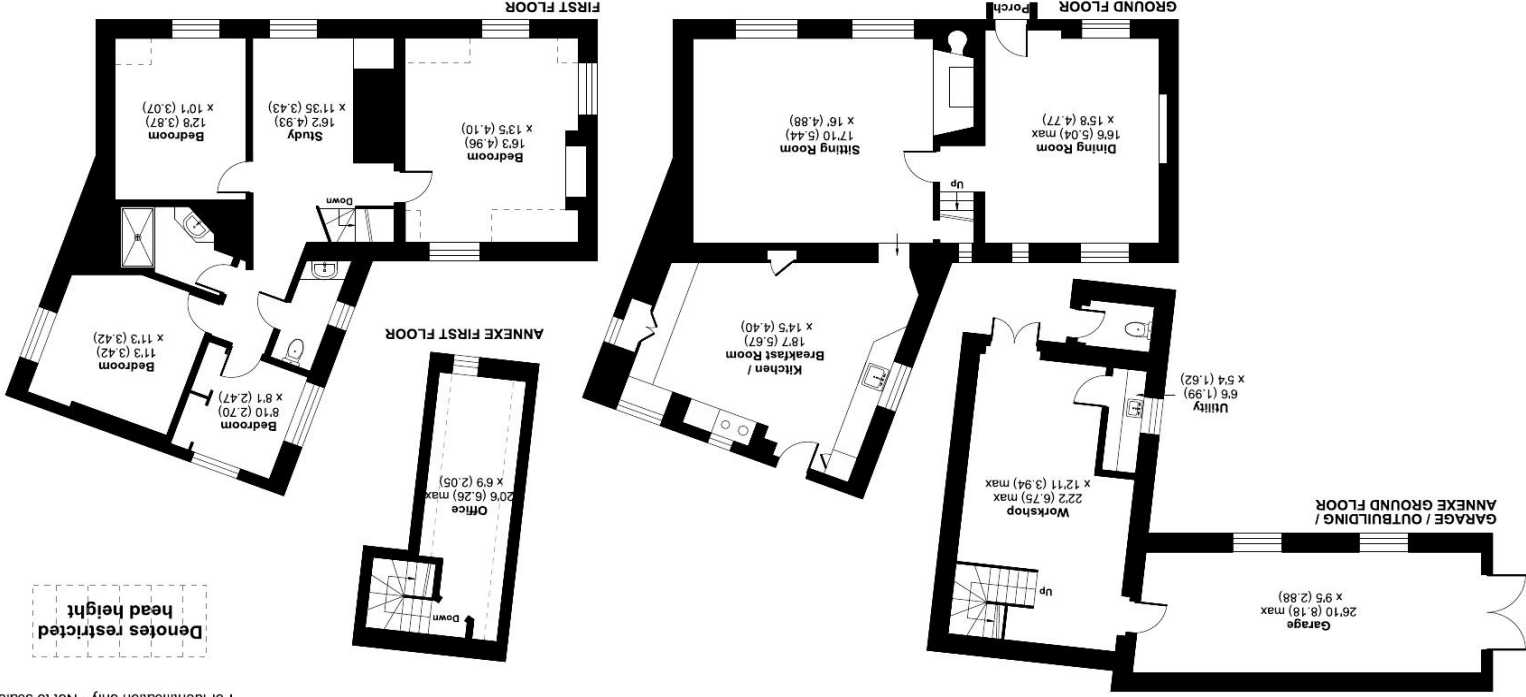 For identification only - Not to scale
Denotes restricted
head height
Garage
26'10 (8.18) max
x 9'5 (2.88)
GARAGE / OUTBUILDING /
ANNEXE GROUND FLOOR
Up
Workshop
22'2 (6.75) max
x 12'11 (3.94) max
Utility
6'6 (1.99)
x 5'4 (1.62)
Down
Office
20'6 (6.26) max
x 6'9 (2.05)
ANNEXE FIRST FLOOR
Kitchen /
Breakfast Room
18'7 (5.67)
x 14'5 (4.40)
Up
Dining Room
16'6 (5.04) max
x 15'8 (4.77)
Sitting Room
17'10 (5.44)
x 16' (4.88)
Porch
GROUND FLOOR
Bedroom
8'10 (2.70)
x 8'1 (2.47)
Bedroom
11'3 (3.42)
x 11'3 (3.42)
Down
Bedroom
16'3 (4.96)
x 13'5 (4.10)
Study
16'2 (4.93)
x 11'35 (3.43)
Bedroom
12'8 (3.87)
x 10'1 (3.07)
FIRST FLOOR